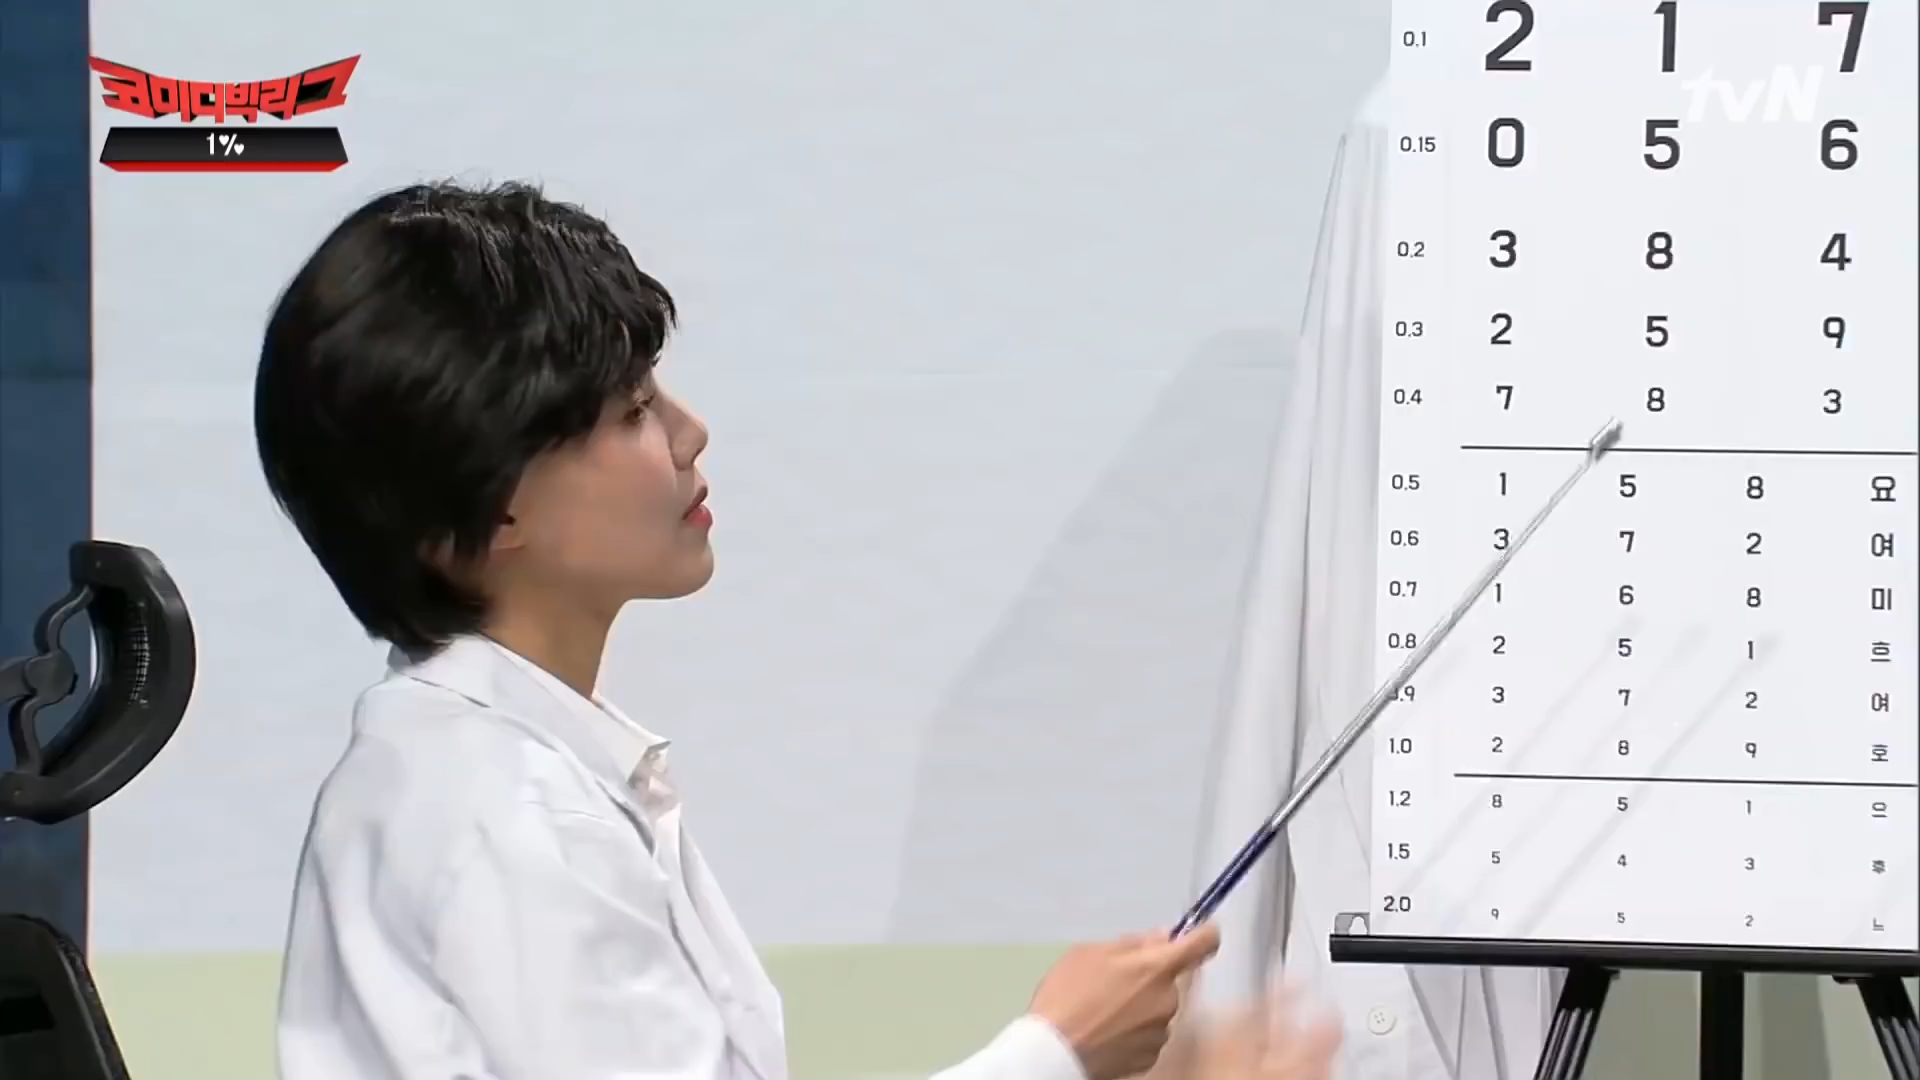 코미디빅리그
1%
tvN
0.1 2 1 7
0.15 0 5 6
0.2 3 8 4
0.3 2 5 9
0.4 7 8 3
0.5 1 5 8 요
0.6 3 7 2 여
0.7 1 6 8 미
0.8 2 5 1 흐
0.9 3 7 2 여
1.0 2 8 9 호
1.2 8 5 1 으
1.5 5 4 3
2.0 9 5 2 느